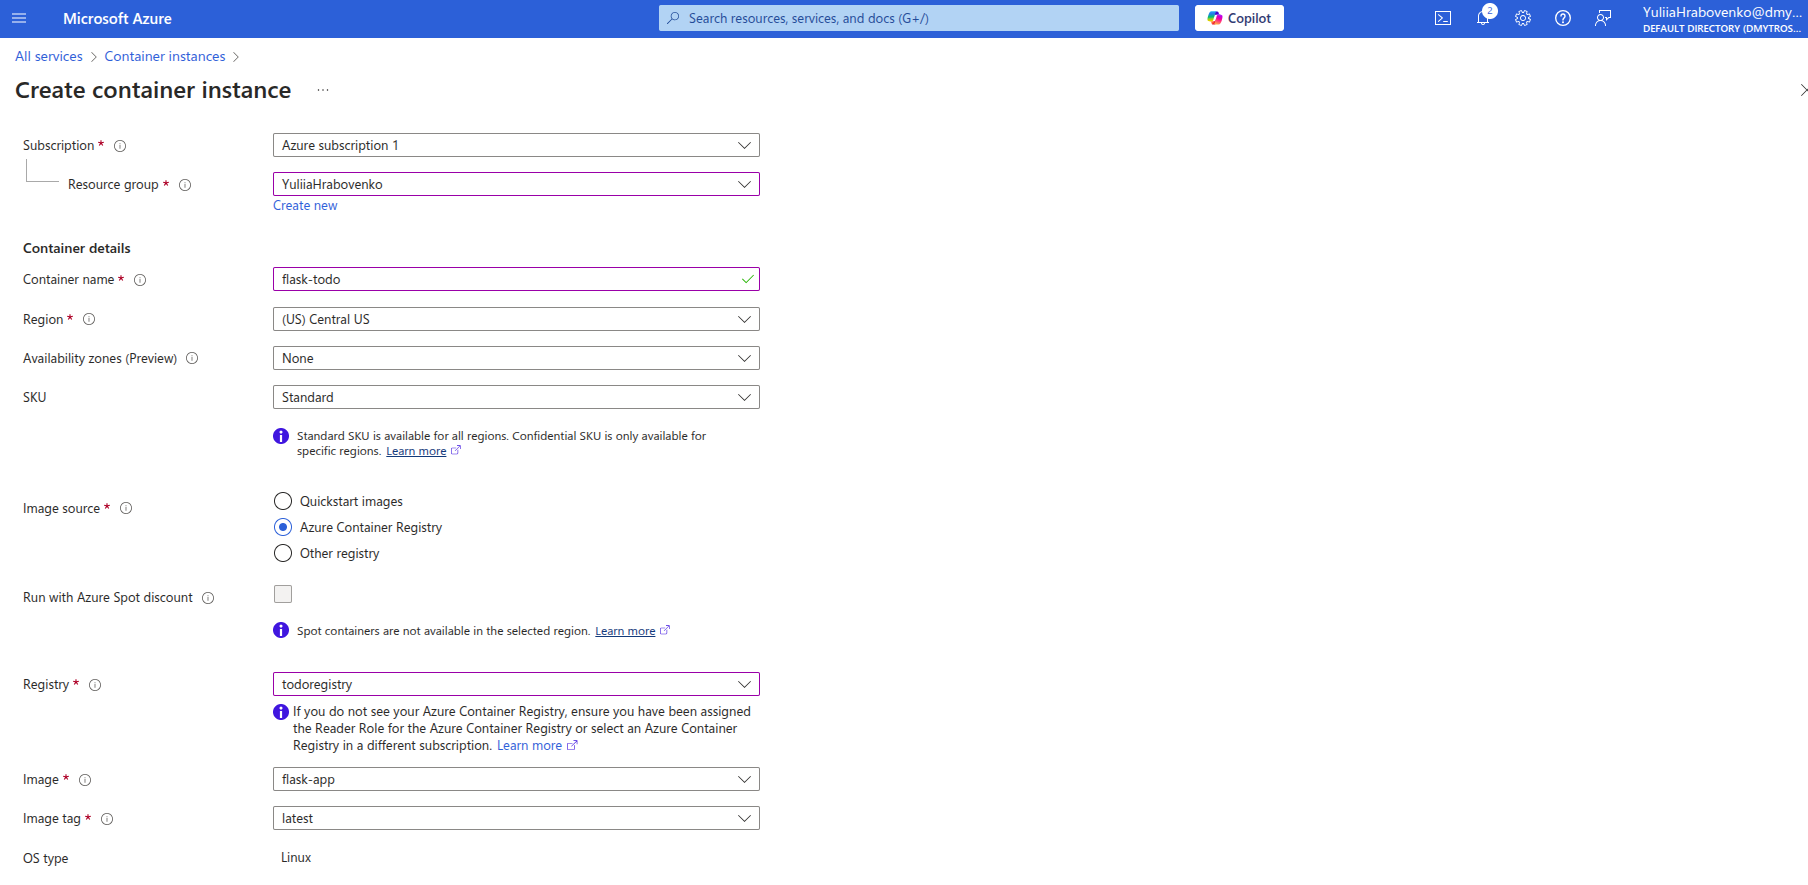 Microsoft Azure
Search resources, services, and docs (G+/)
Copilot
2
YuliiaHrabovenko@dmy...
DEFAULT DIRECTORY (DMYTROS...
All services > Container instances >
Create container instance ...
Subscription * Azure subscription 1
Resource group * YuliiaHrabovenko
Create new
Container details
Container name * flask-todo
Region * (US) Central US
Availability zones (Preview) None
SKU Standard
Standard SKU is available for all regions. Confidential SKU is only available for
specific regions. Learn more
Image source * Quickstart images
Azure Container Registry
Other registry
Run with Azure Spot discount
Spot containers are not available in the selected region. Learn more
Registry * todoregistry
If you do not see your Azure Container Registry, ensure you have been assigned
the Reader Role for the Azure Container Registry or select an Azure Container
Registry in a different subscription. Learn more
Image * flask-app
Image tag * latest
OS type Linux